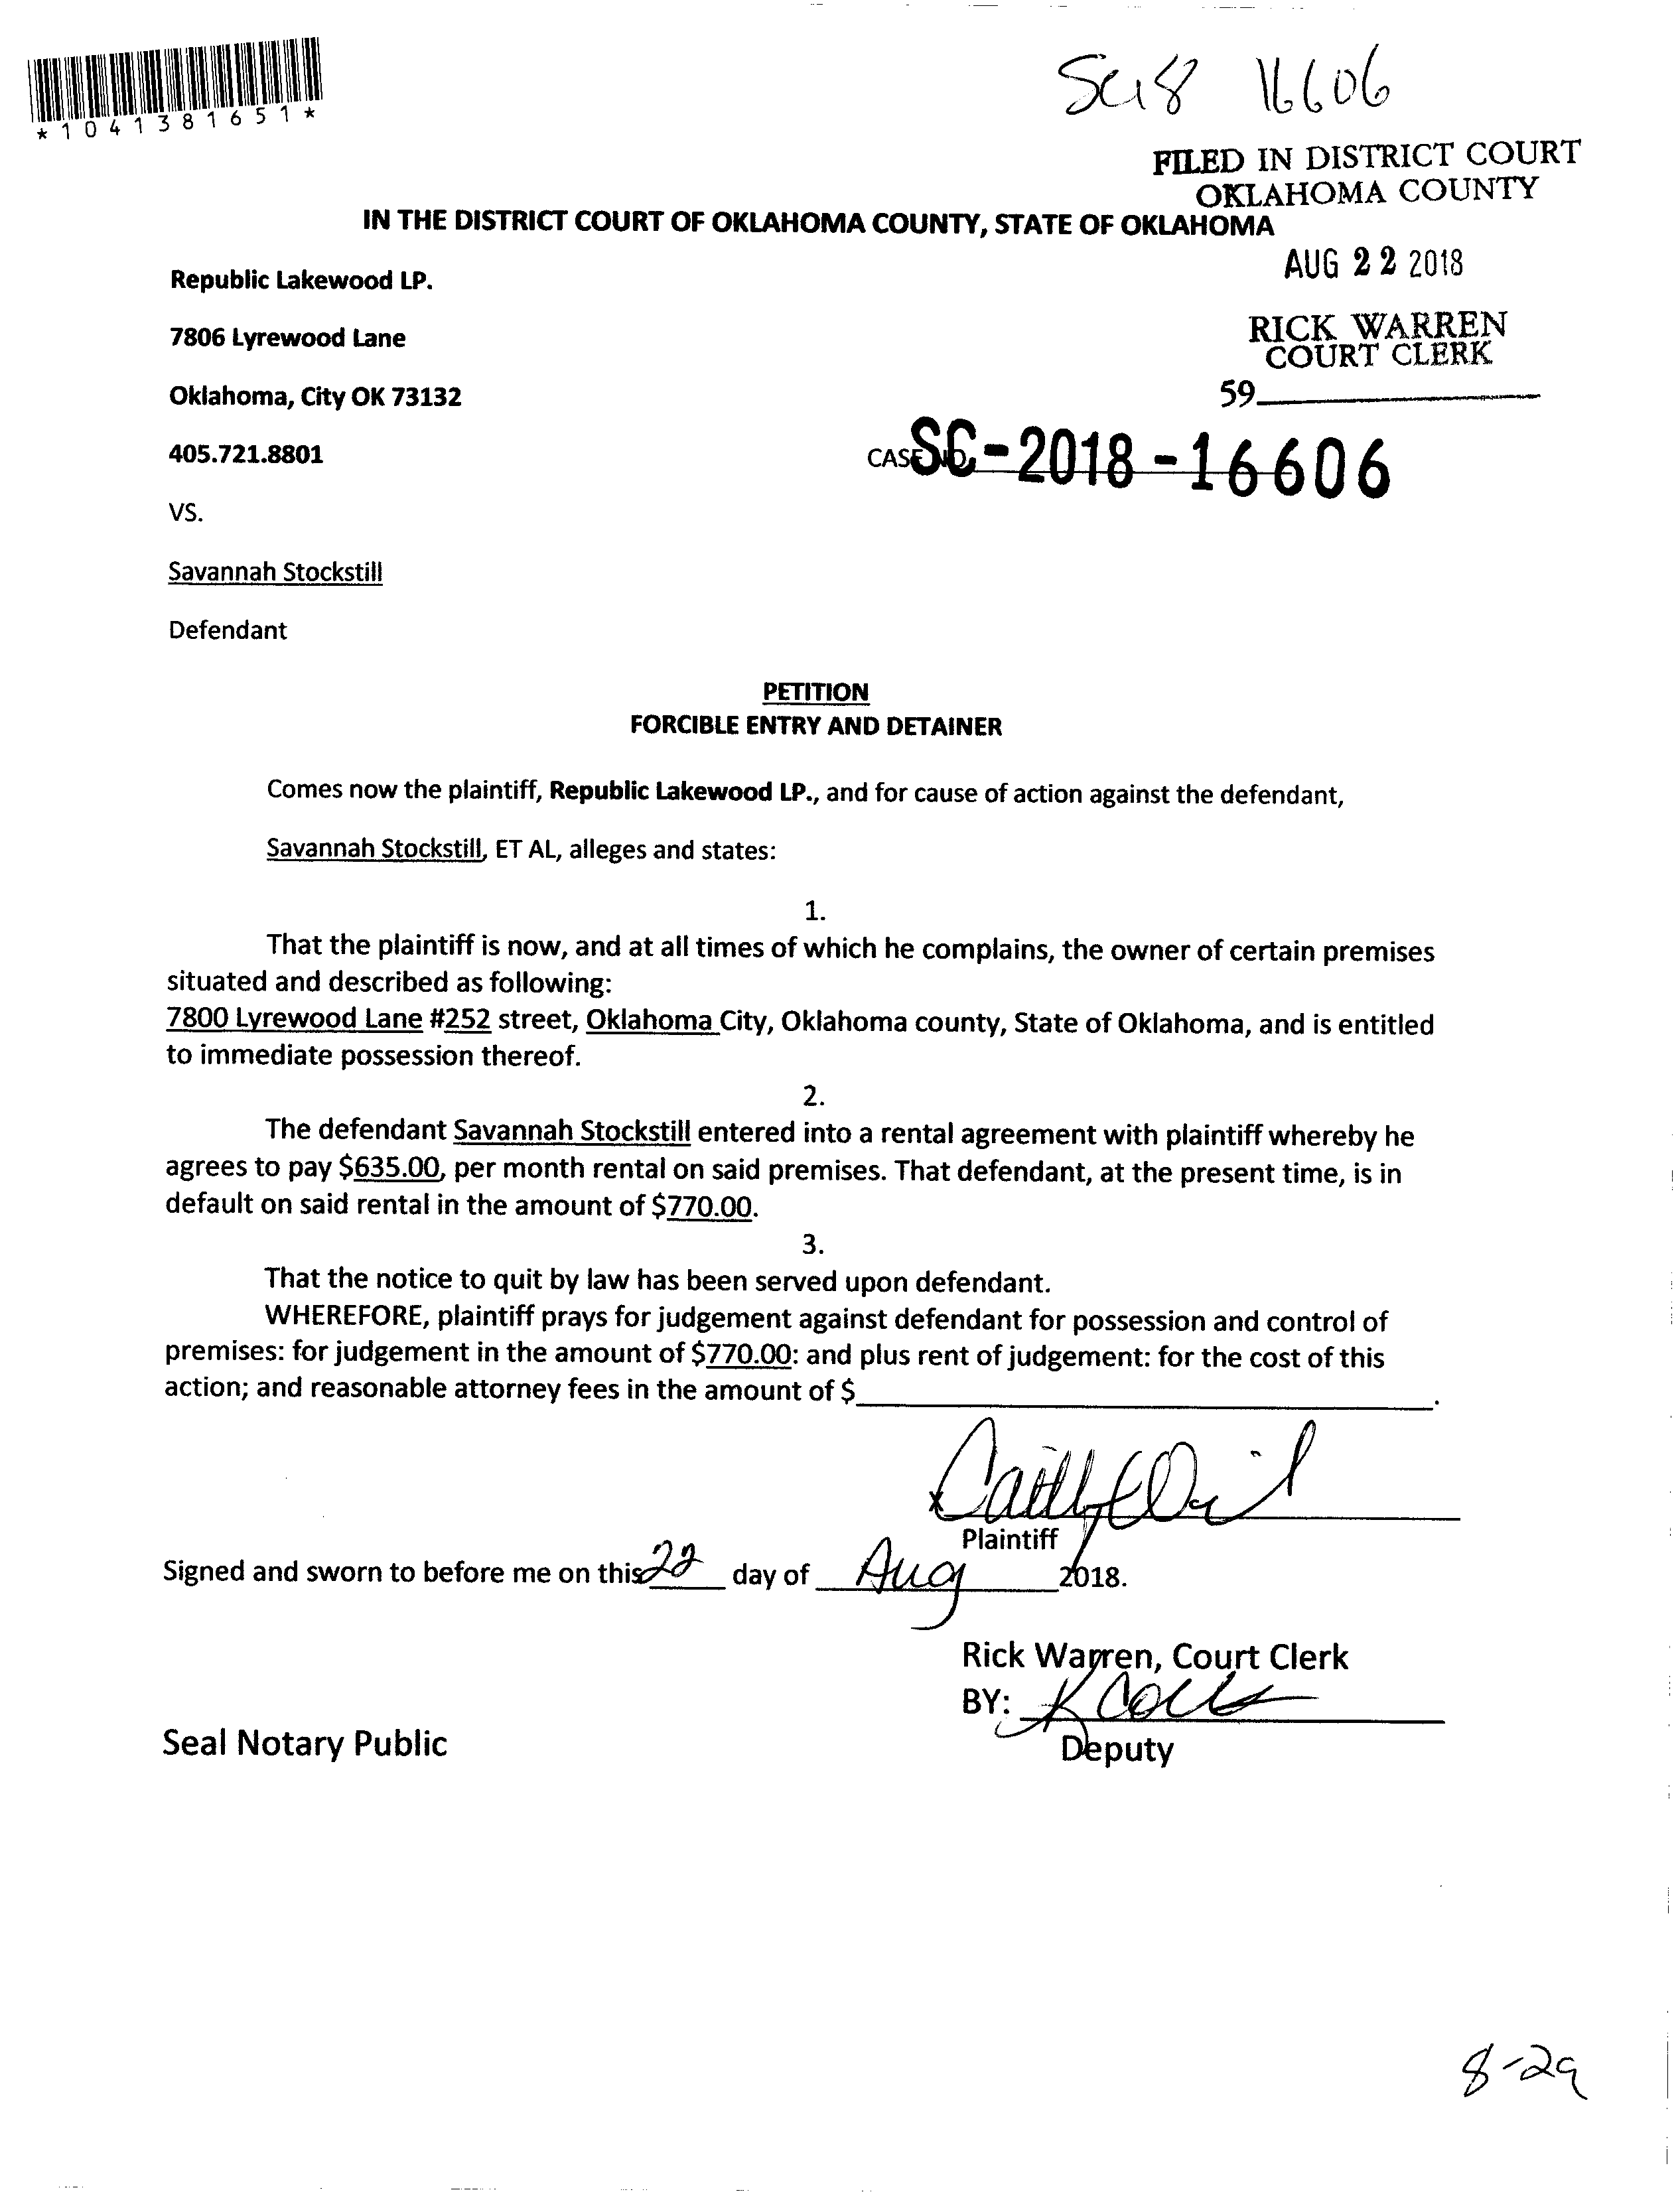 *1041381651*
SC18 16606
FILED IN DISTRICT COURT
OKLAHOMA COUNTY
IN THE DISTRICT COURT OF OKLAHOMA COUNTY, STATE OF OKLAHOMA
AUG 22 2018
Republic Lakewood LP.
RICK WARREN
COURT CLERK
7806 Lyrewood Lane
59
Oklahoma, City OK 73132
405.721.8801
CASE NO. SC-2018-16606
VS.
Savannah Stockstill
Defendant
PETITION
FORCIBLE ENTRY AND DETAINER
Comes now the plaintiff, Republic Lakewood LP., and for cause of action against the defendant,
Savannah Stockstill, ET AL, alleges and states:
1.
That the plaintiff is now, and at all times of which he complains, the owner of certain premises
situated and described as following:
7800 Lyrewood Lane #252 street, Oklahoma City, Oklahoma county, State of Oklahoma, and is entitled
to immediate possession thereof.
2.
The defendant Savannah Stockstill entered into a rental agreement with plaintiff whereby he
agrees to pay $635.00, per month rental on said premises. That defendant, at the present time, is in
default on said rental in the amount of $770.00.
3.
That the notice to quit by law has been served upon defendant.
WHEREFORE, plaintiff prays for judgement against defendant for possession and control of
premises: for judgement in the amount of $770.00: and plus rent of judgement: for the cost of this
action; and reasonable attorney fees in the amount of $ .
x
Plaintiff
Signed and sworn to before me on this 22 day of Aug 2018.
Rick Warren, Court Clerk
BY: K
Seal Notary Public
Deputy
8-29